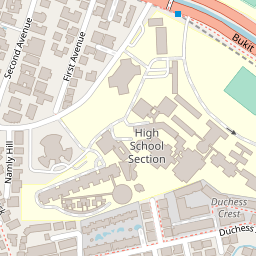 Second Avenue
First Avenue
Bukit
High
School
Section
Namly Hill
Duchess
Crest
Duchess